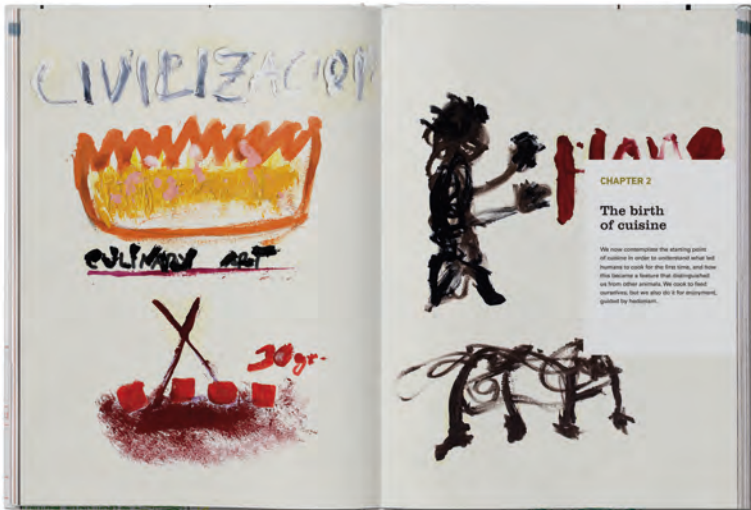 CIVILIZACION
CULINARY ART
30 gr.
CHAPTER 2
The birth
of cuisine
We now contemplate the starting point
of cuisine in order to understand what led
humans to cook for the first time, and how
this became a feature that distinguished
us from other animals. We cook to feed
ourselves, but we also do it for enjoyment,
guided by hedonism.